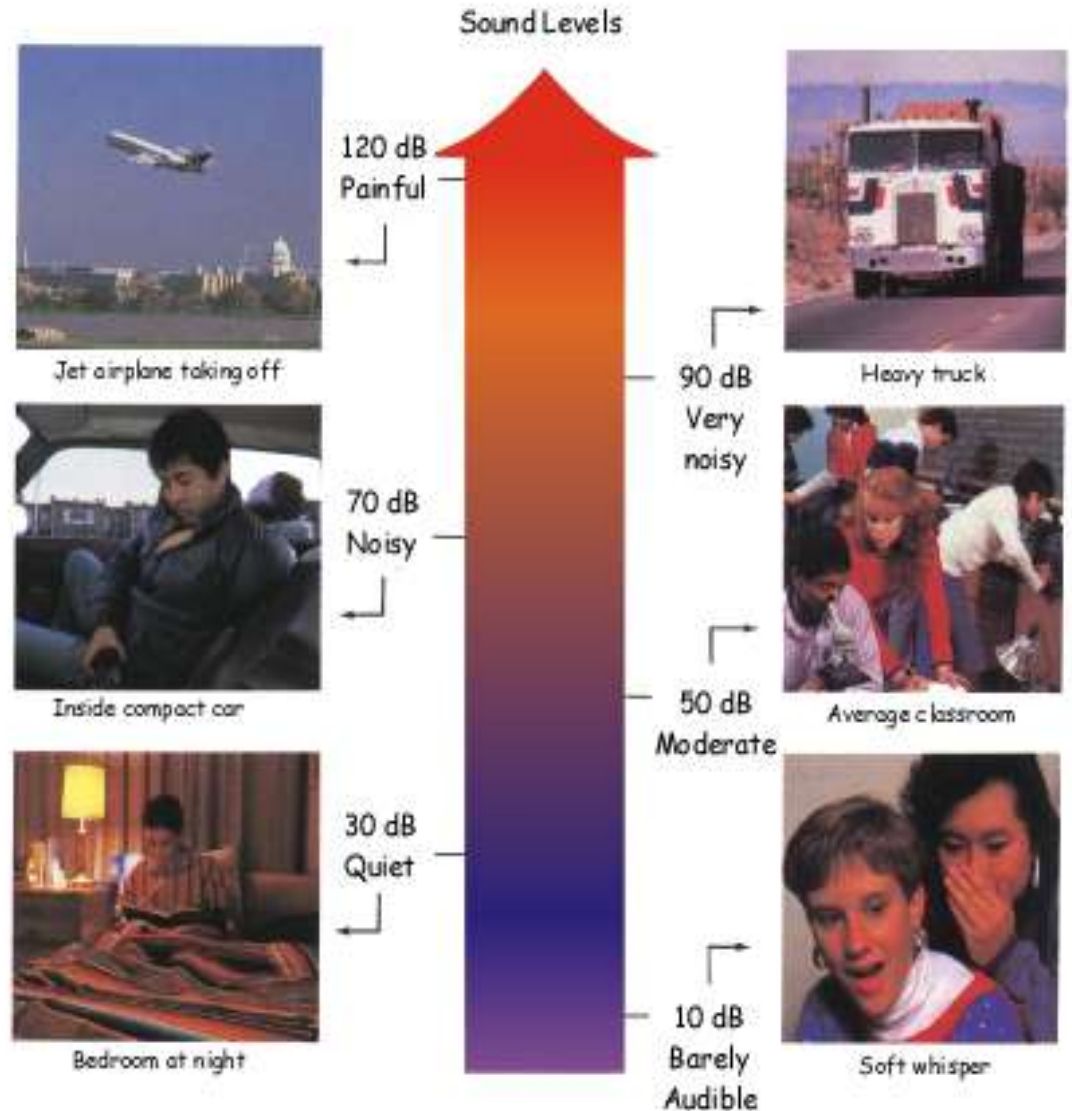 Sound Levels
120 dB
Painful
Jet airplane taking off
90 dB
Very
noisy
Heavy truck
70 dB
Noisy
Inside compact car
50 dB
Moderate
Average classroom
30 dB
Quiet
Bedroom at night
10 dB
Barely
Audible
Soft whisper